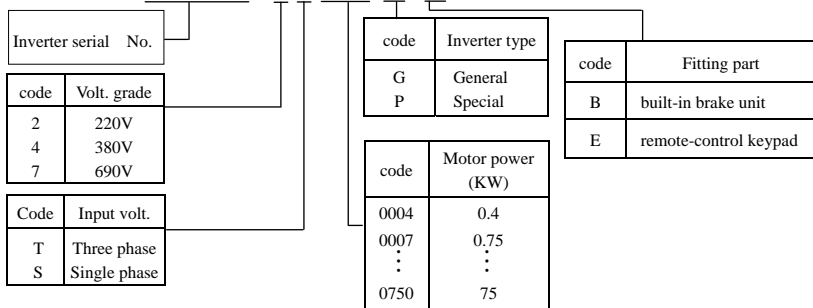 Inverter serial No.
code Volt. grade
2 220V
4 380V
7 690V
Code Input volt.
T Three phase
S Single phase
code Inverter type
G General
P Special
code Motor power
(KW)
0004 0.4
0007 0.75
⋮ ⋮
0750 75
code Fitting part
B built-in brake unit
E remote-control keypad